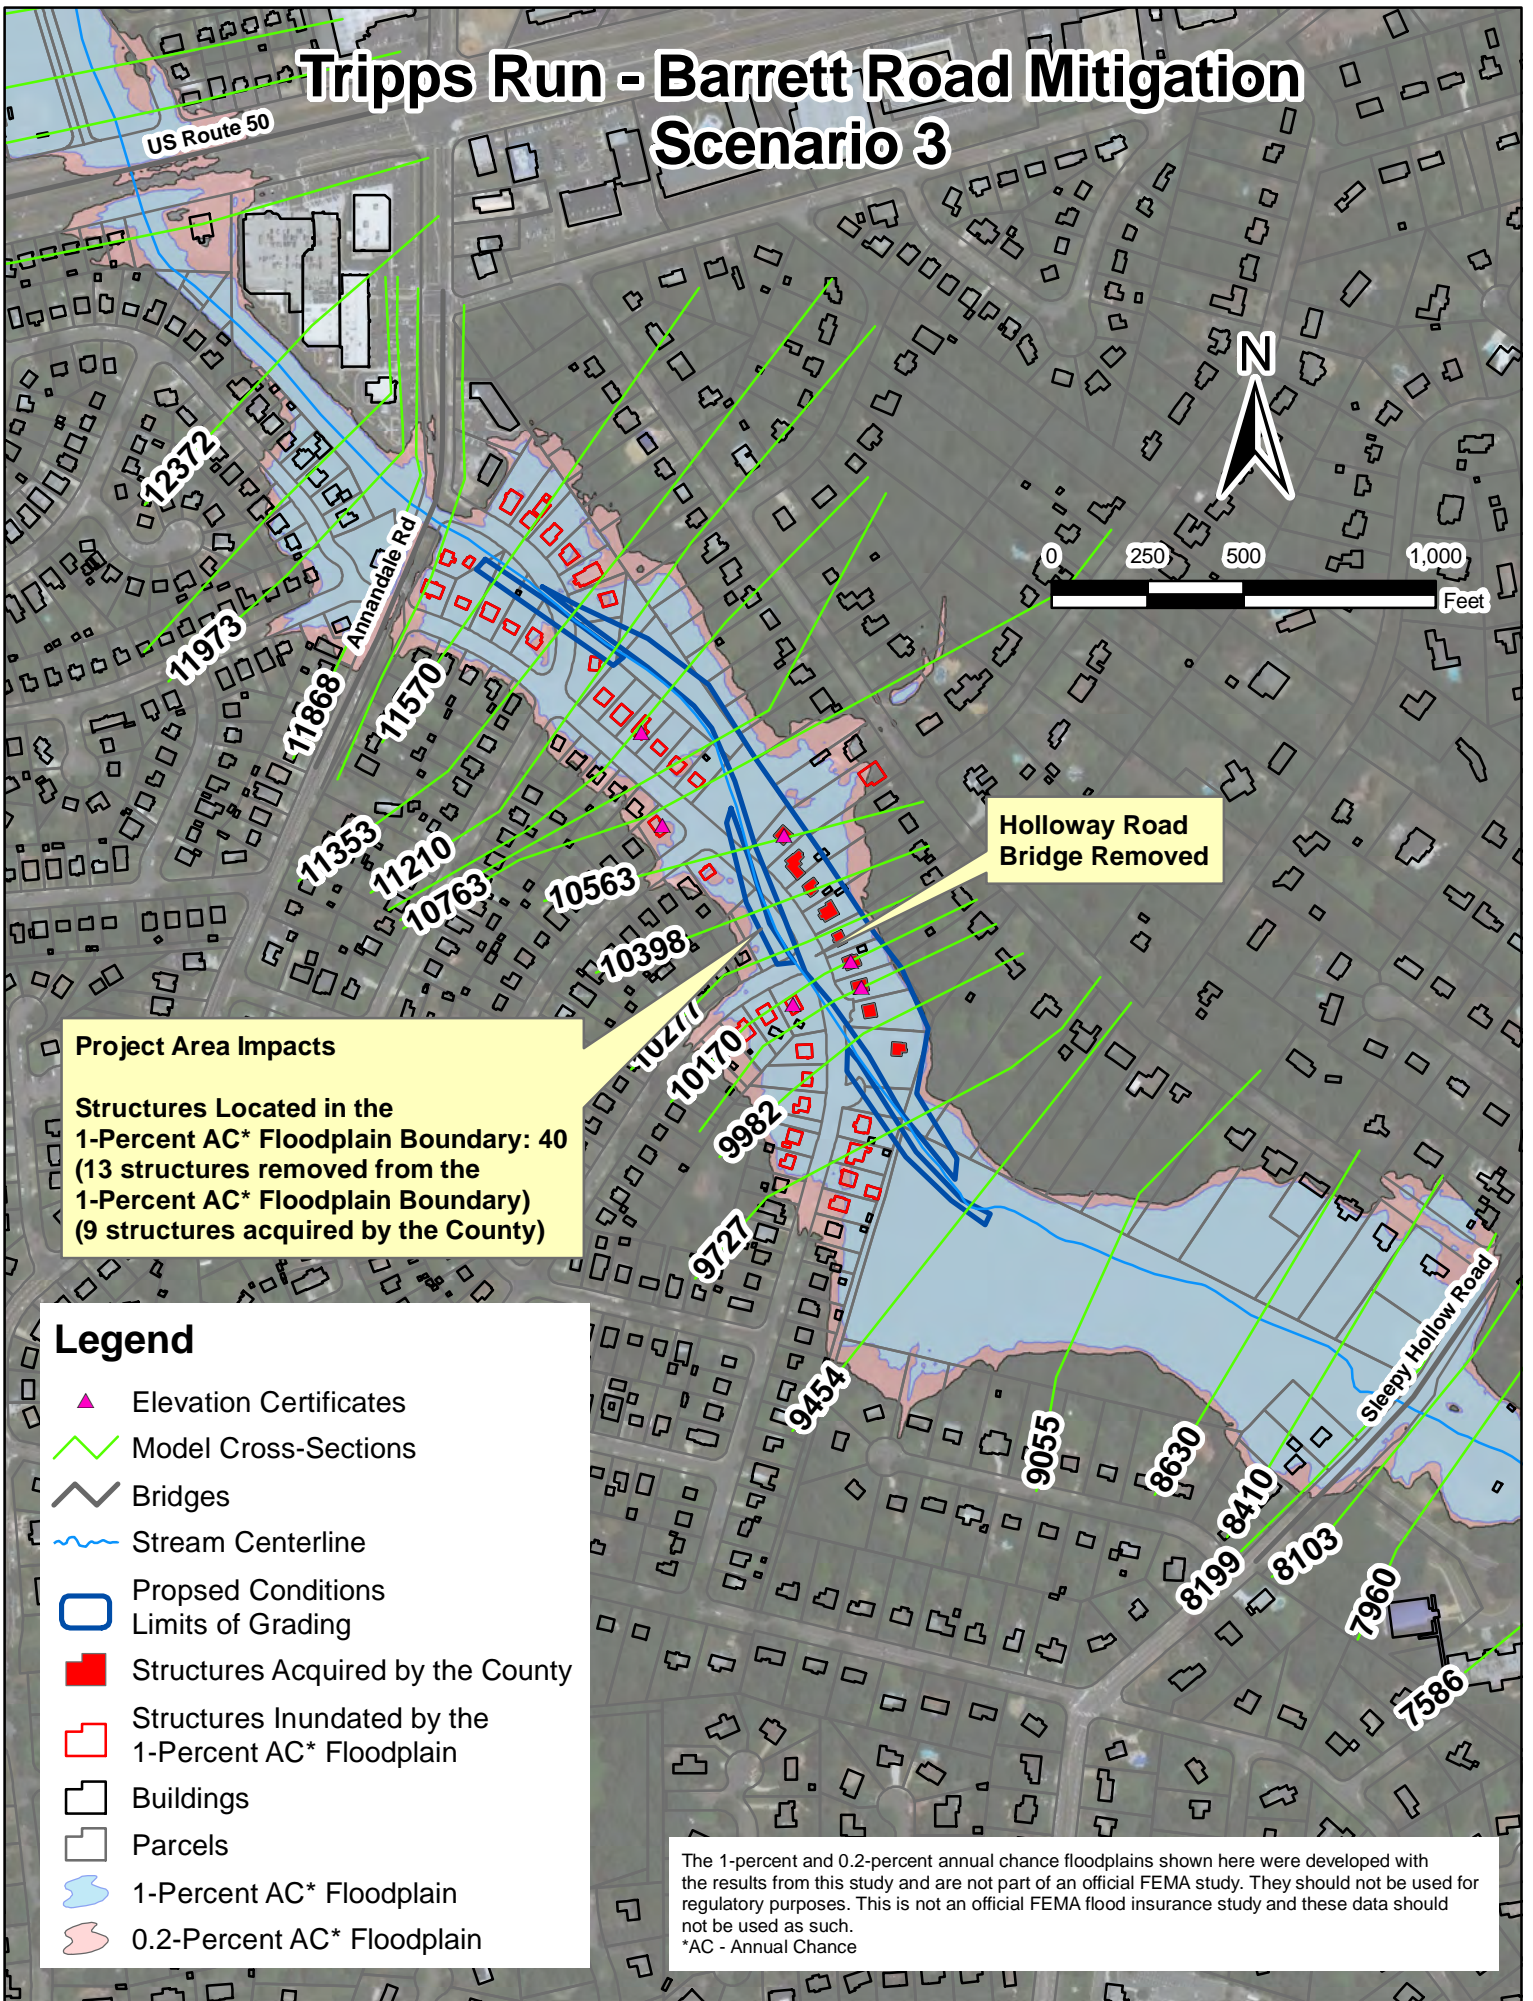 Tripps Run - Barrett Road Mitigation
Scenario 3
US Route 50
N
0 250 500 1,000
Feet
12372
Annandale Rd
11973
11868
11570
11353
11210
10763
10563
10398
10277
10170
9982
9727
9454
9055
8630
8410
8199
8103
7960
7586
Sleepy Hollow Road
Holloway Road
Bridge Removed
Project Area Impacts
Structures Located in the
1-Percent AC* Floodplain Boundary: 40
(13 structures removed from the
1-Percent AC* Floodplain Boundary)
(9 structures acquired by the County)
Legend
Elevation Certificates
Model Cross-Sections
Bridges
Stream Centerline
Propsed Conditions
Limits of Grading
Structures Acquired by the County
Structures Inundated by the
1-Percent AC* Floodplain
Buildings
Parcels
1-Percent AC* Floodplain
0.2-Percent AC* Floodplain
The 1-percent and 0.2-percent annual chance floodplains shown here were developed with
the results from this study and are not part of an official FEMA study. They should not be used for
regulatory purposes. This is not an official FEMA flood insurance study and these data should
not be used as such.
*AC - Annual Chance